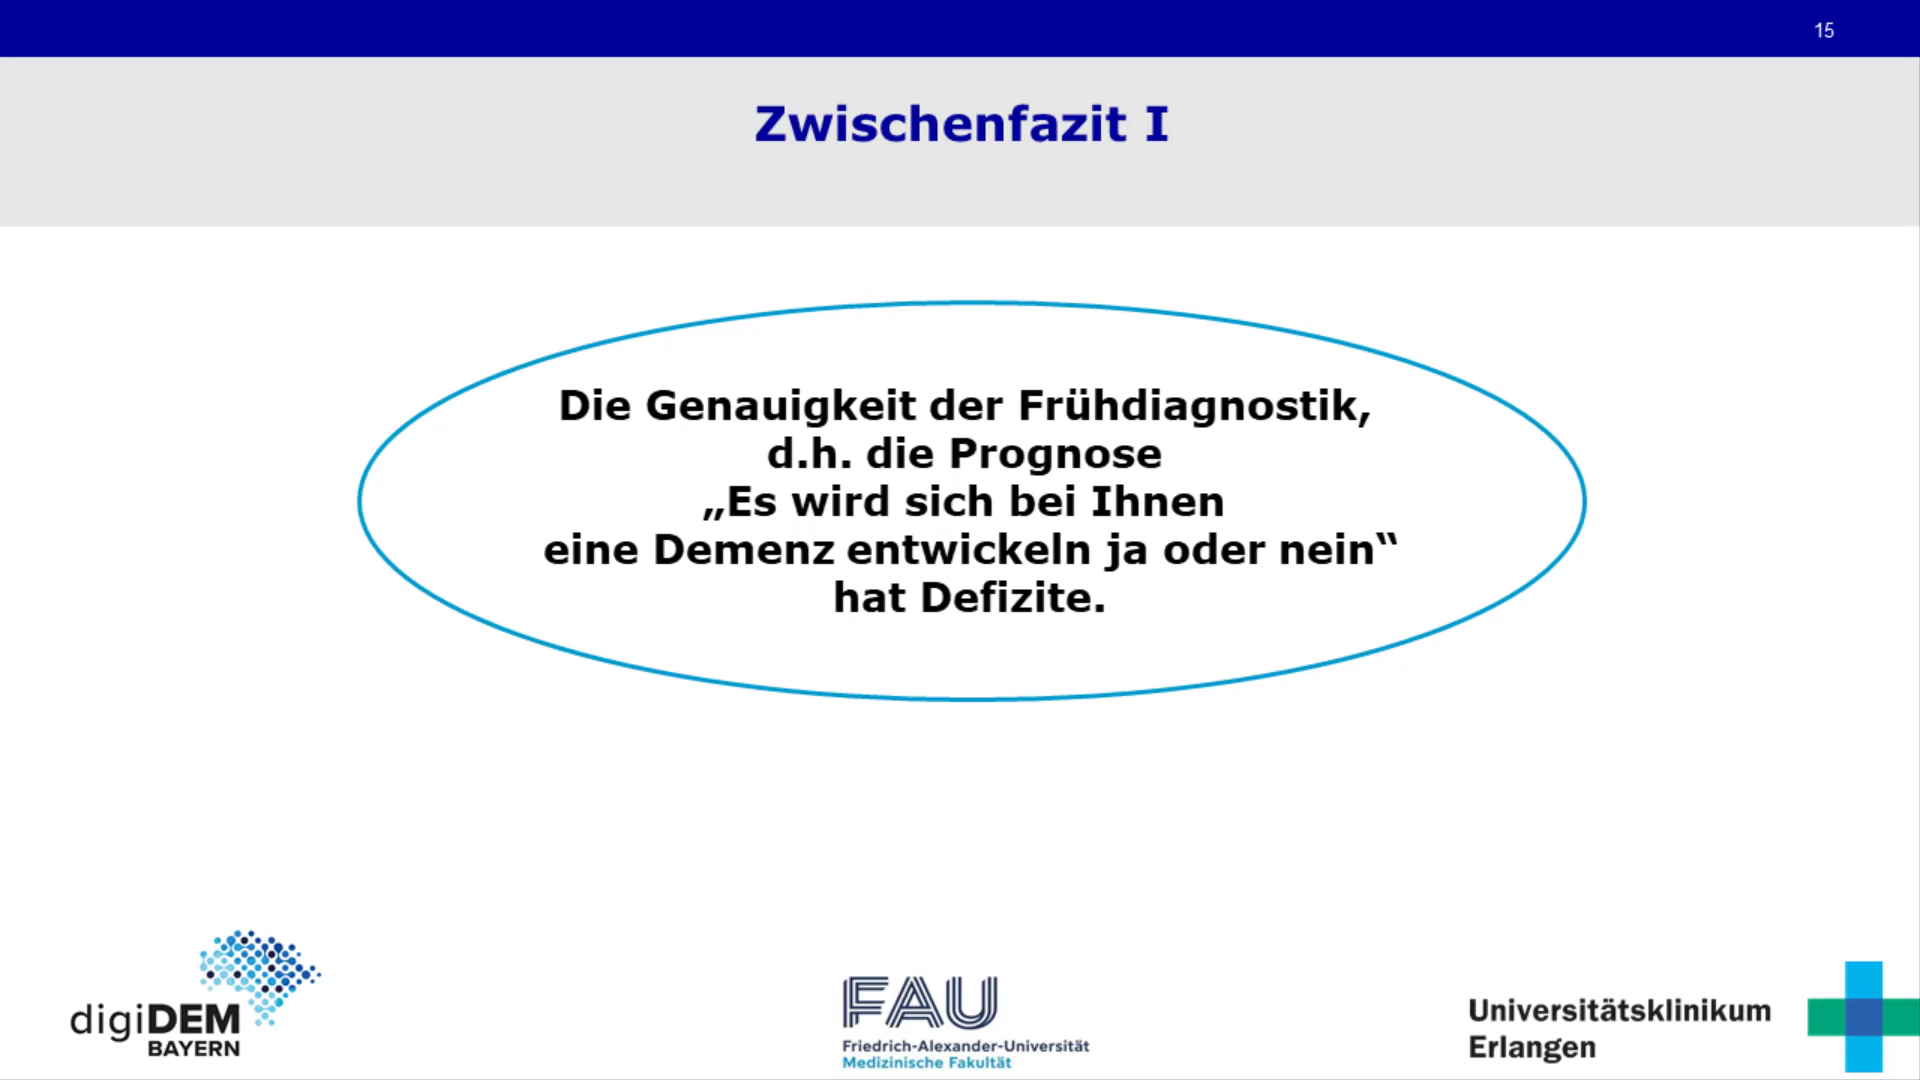 15
Zwischenfazit I
Die Genauigkeit der Frühdiagnostik,
d.h. die Prognose
„Es wird sich bei Ihnen
eine Demenz entwickeln ja oder nein“
hat Defizite.
digiDEM
BAYERN
FAU
Friedrich-Alexander-Universität
Medizinische Fakultät
Universitätsklinikum
Erlangen